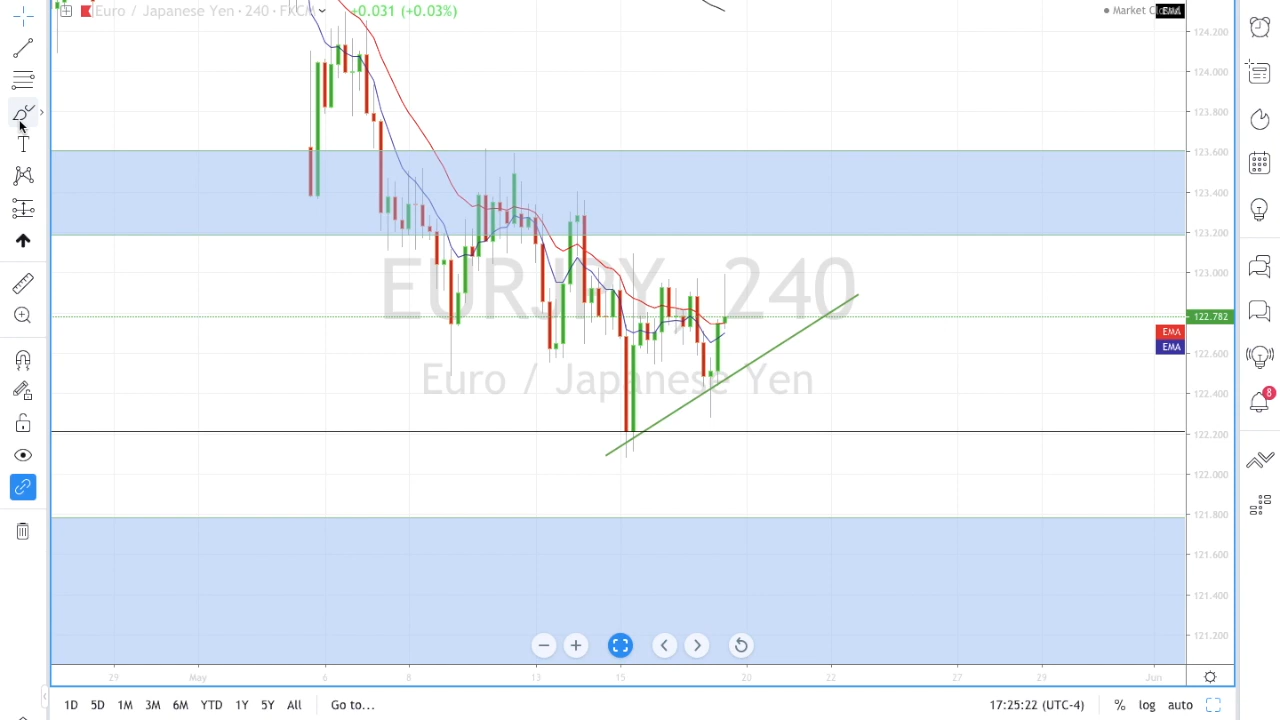 Euro / Japanese Yen · 240 · FXCM
+0.031 (+0.03%)
Market
EMA
124.200
124.000
123.800
123.600
123.400
123.200
123.000
EURJPY, 240
122.782
EMA
EMA
122.600
Euro / Japanese Yen
122.400
122.200
122.000
121.800
121.600
121.400
121.200
8
29 May 6 8 13 15 20 22 27 29 Jun
1D 5D 1M 3M 6M YTD 1Y 5Y All Go to... 17:25:22 (UTC-4) % log auto